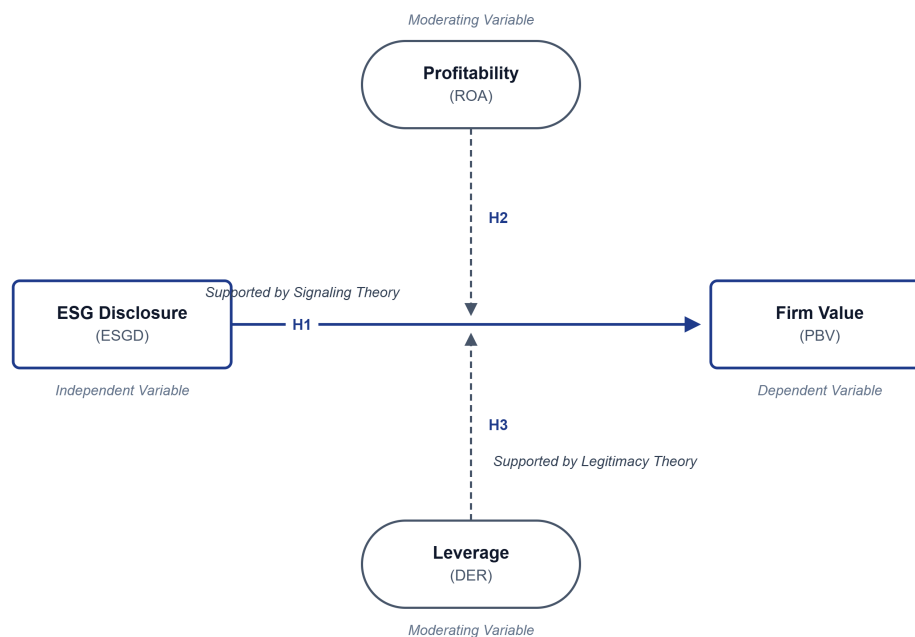 Moderating Variable
Profitability
(ROA)
H2
Supported by Signaling Theory
ESG Disclosure
(ESGD)
H1
Firm Value
(PBV)
Independent Variable
Dependent Variable
H3
Supported by Legitimacy Theory
Leverage
(DER)
Moderating Variable